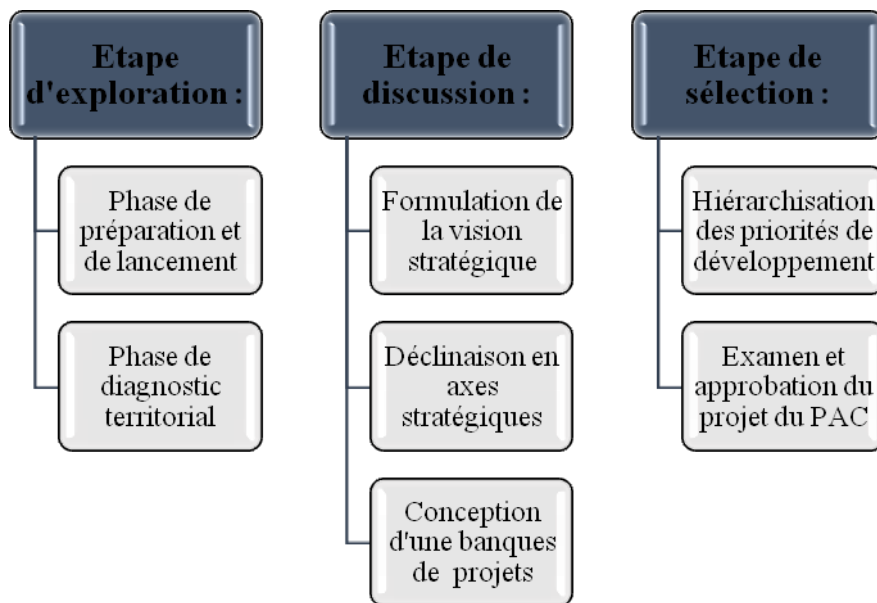 Etape
d'exploration :
Phase de
préparation et
de lancement
Phase de
diagnostic
territorial
Etape de
discussion :
Formulation de
la vision
stratégique
Déclinaison en
axes
stratégiques
Conception
d'une banques
de projets
Etape de
sélection :
Hiérarchisation
des priorités de
développement
Examen et
approbation du
projet du PAC